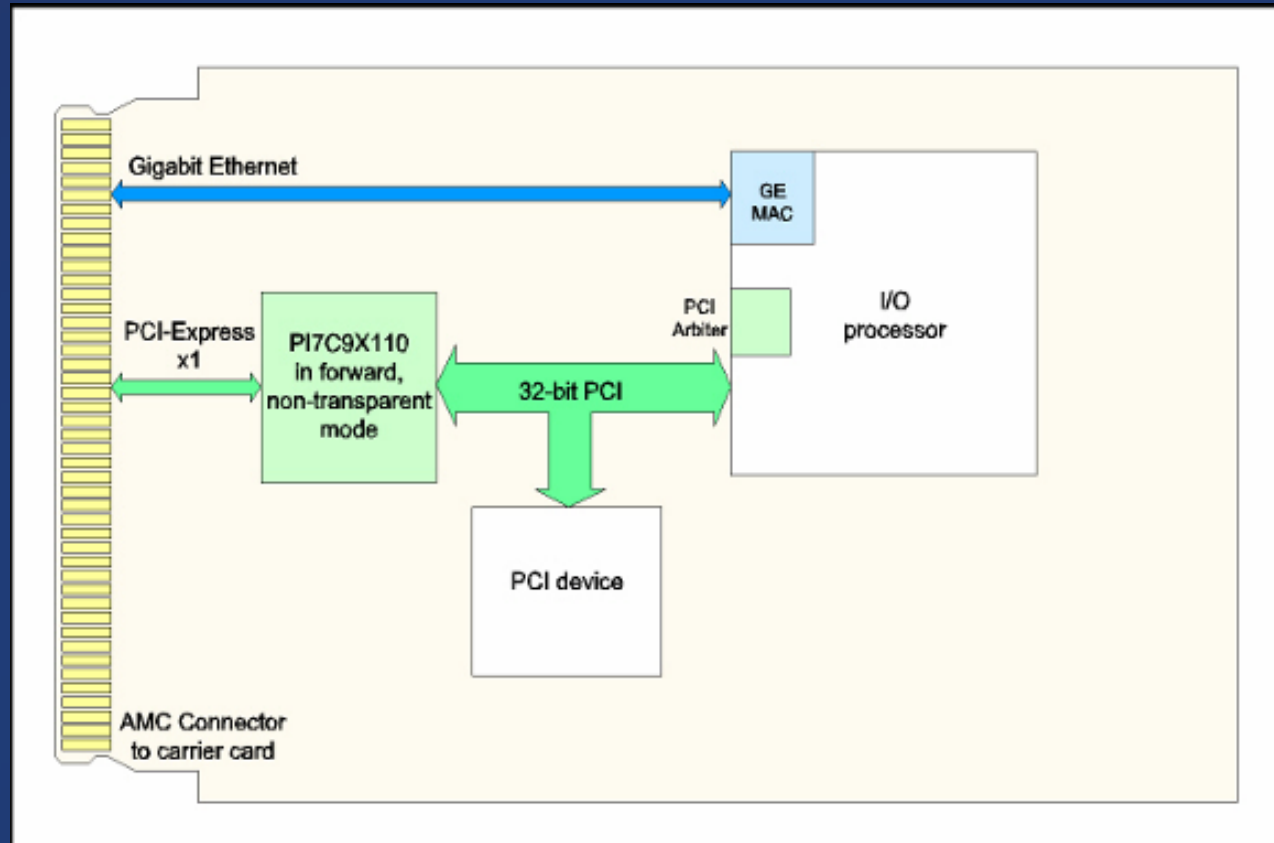 Gigabit Ethernet
GE
MAC
I/O
processor
PCI
Arbiter
PCI-Express
x1
PI7C9X110
in forward,
non-transparent
mode
32-bit PCI
PCI device
AMC Connector
to carrier card